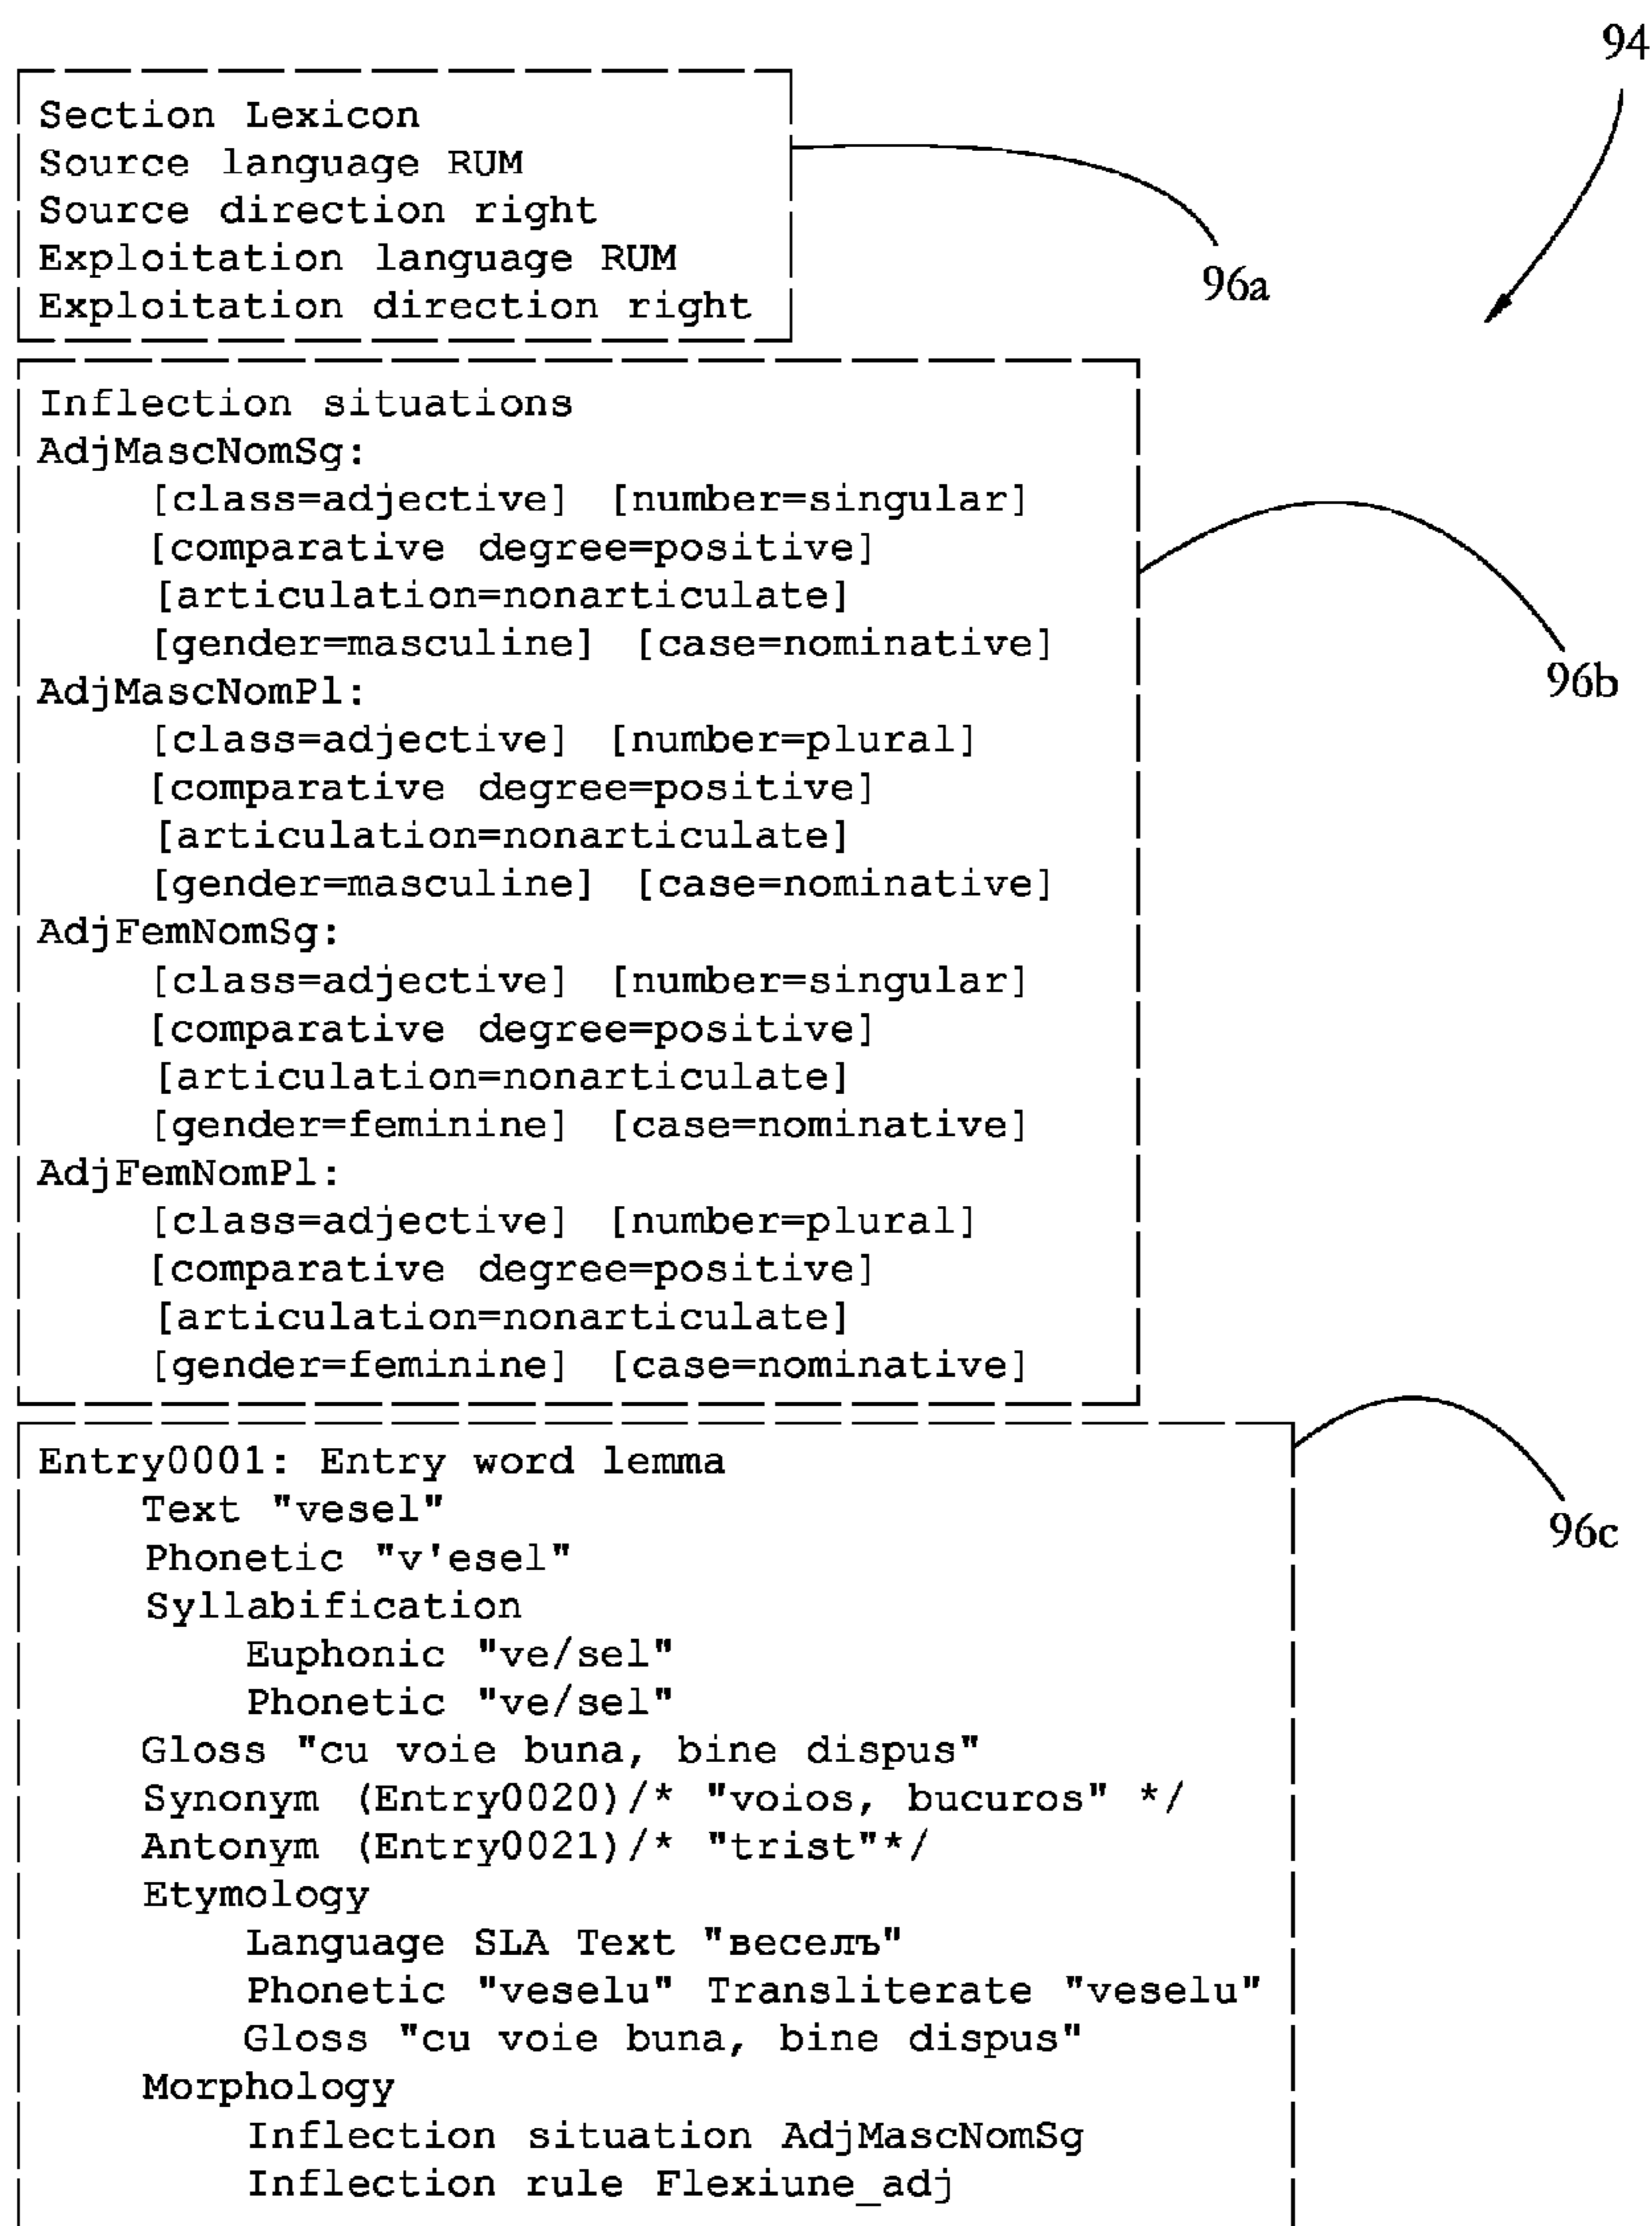 94
Section Lexicon
Source language RUM
Source direction right
Exploitation language RUM
Exploitation direction right
96a
Inflection situations
AdjMascNomSg:
[class=adjective] [number=singular]
[comparative degree=positive]
[articulation=nonarticulate]
[gender=masculine] [case=nominative]
AdjMascNomPl:
[class=adjective] [number=plural]
[comparative degree=positive]
[articulation=nonarticulate]
[gender=masculine] [case=nominative]
AdjFemNomSg:
[class=adjective] [number=singular]
[comparative degree=positive]
[articulation=nonarticulate]
[gender=feminine] [case=nominative]
AdjFemNomPl:
[class=adjective] [number=plural]
[comparative degree=positive]
[articulation=nonarticulate]
[gender=feminine] [case=nominative]
96b
Entry0001: Entry word lemma
Text "vesel"
Phonetic "v'esel"
Syllabification
Euphonic "ve/sel"
Phonetic "ve/sel"
Gloss "cu voie buna, bine dispus"
Synonym (Entry0020)/* "voios, bucuros" */
Antonym (Entry0021)/* "trist"*/
Etymology
Language SLA Text "веселъ"
Phonetic "veselu" Transliterate "veselu"
Gloss "cu voie buna, bine dispus"
Morphology
Inflection situation AdjMascNomSg
Inflection rule Flexiune_adj
96c